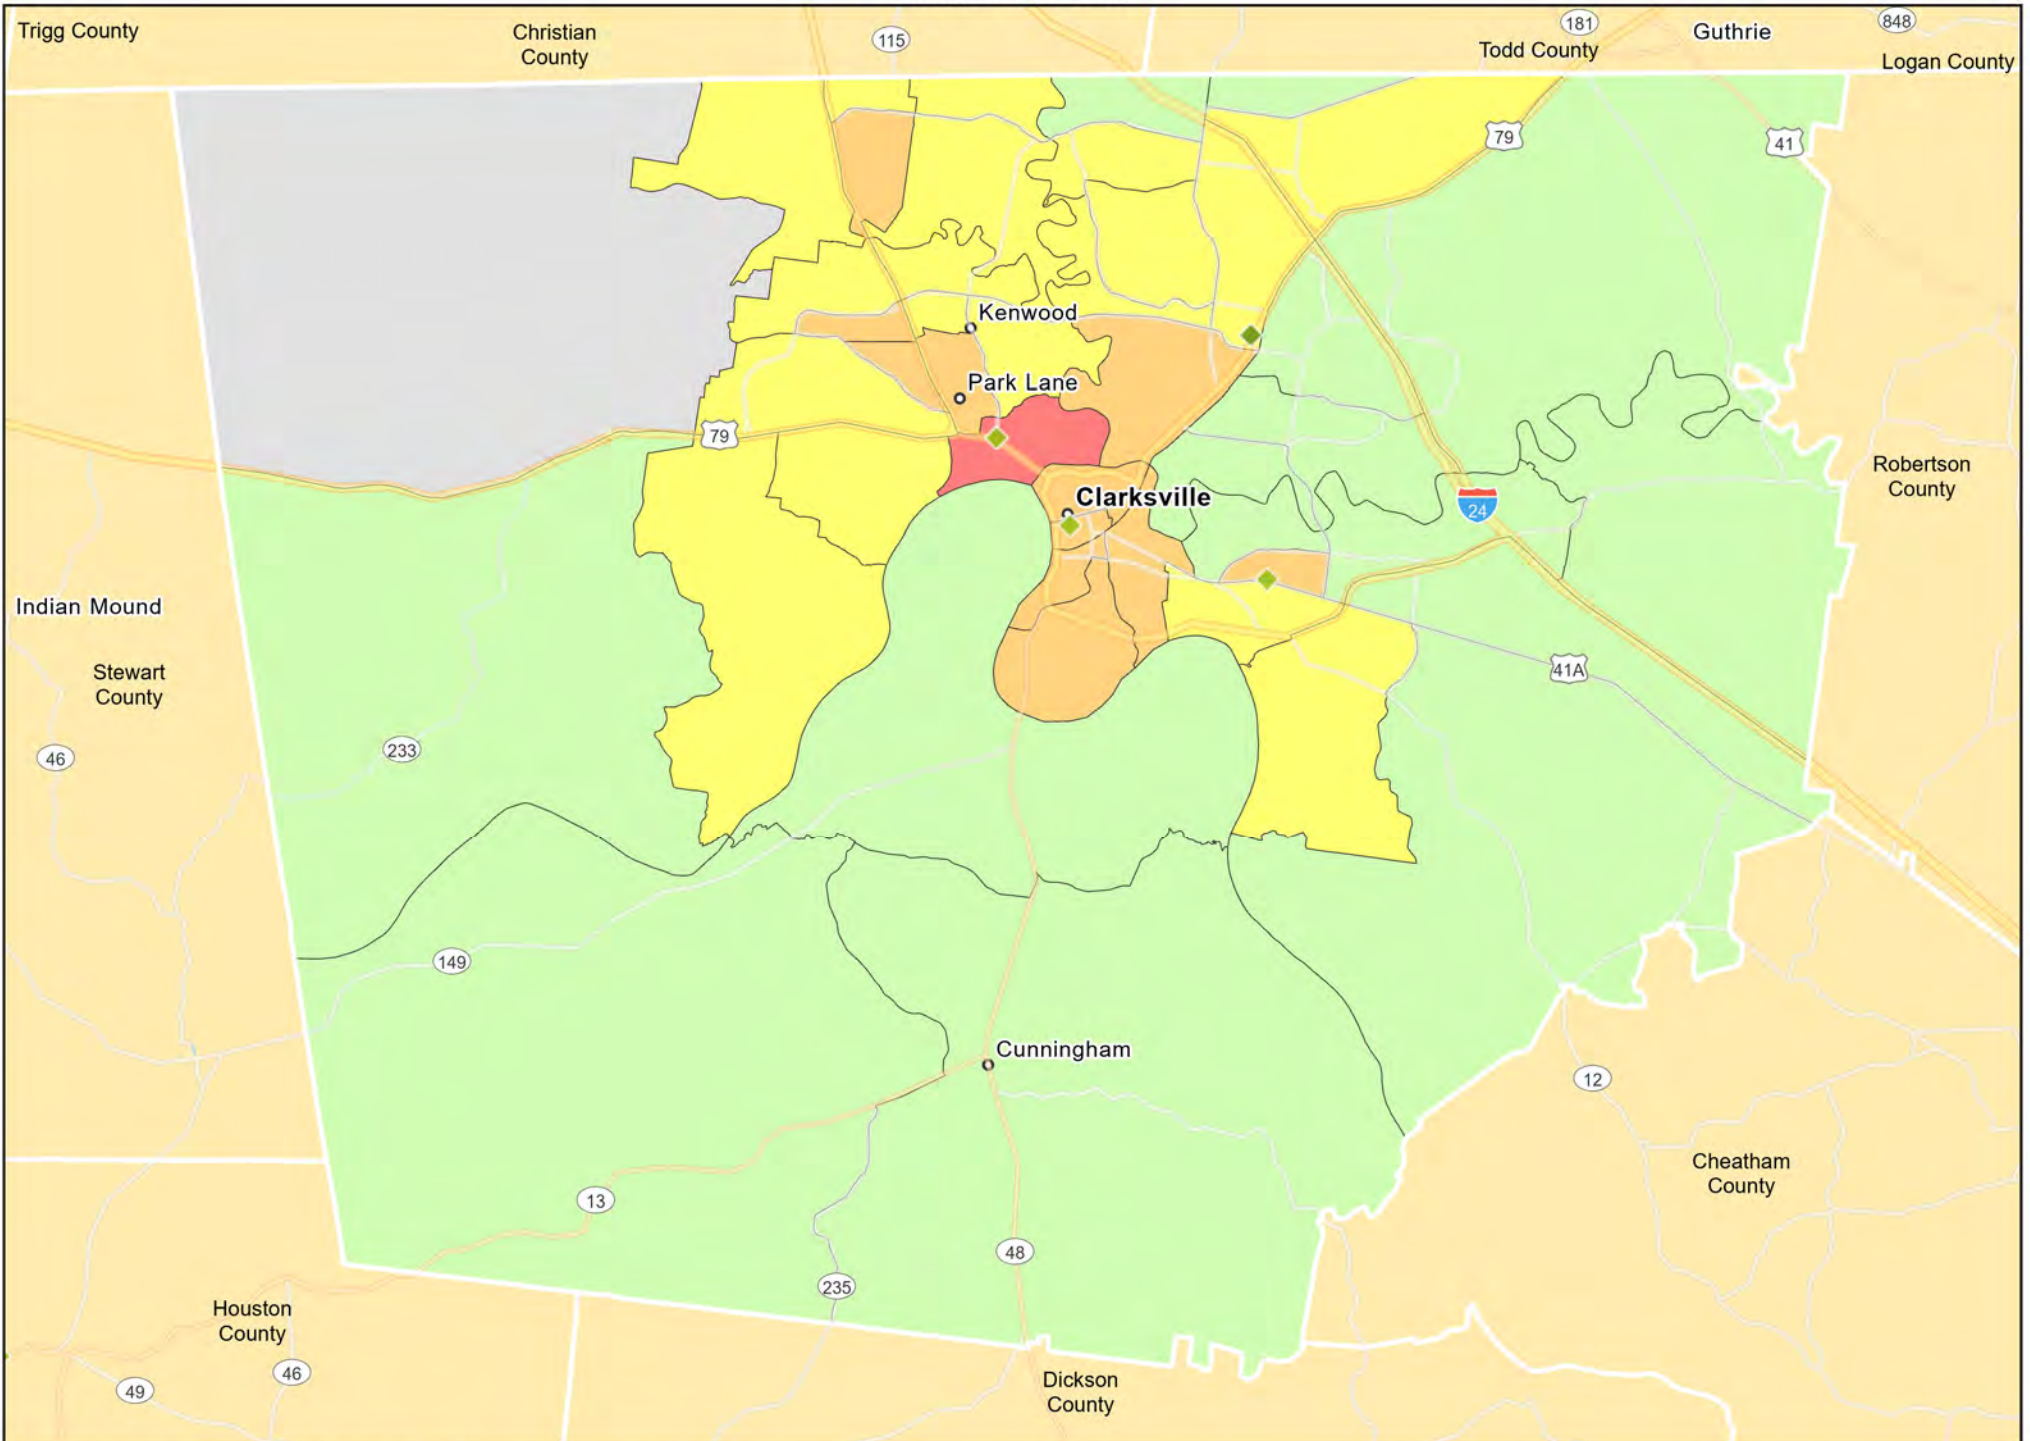 Trigg County
Christian
County
115
181
Todd County
Guthrie
848
Logan County
79
41
Kenwood
Park Lane
79
Clarksville
24
Robertson
County
Indian Mound
Stewart
County
41A
46
233
149
Cunningham
12
Cheatham
County
13
48
235
Houston
County
46
49
Dickson
County